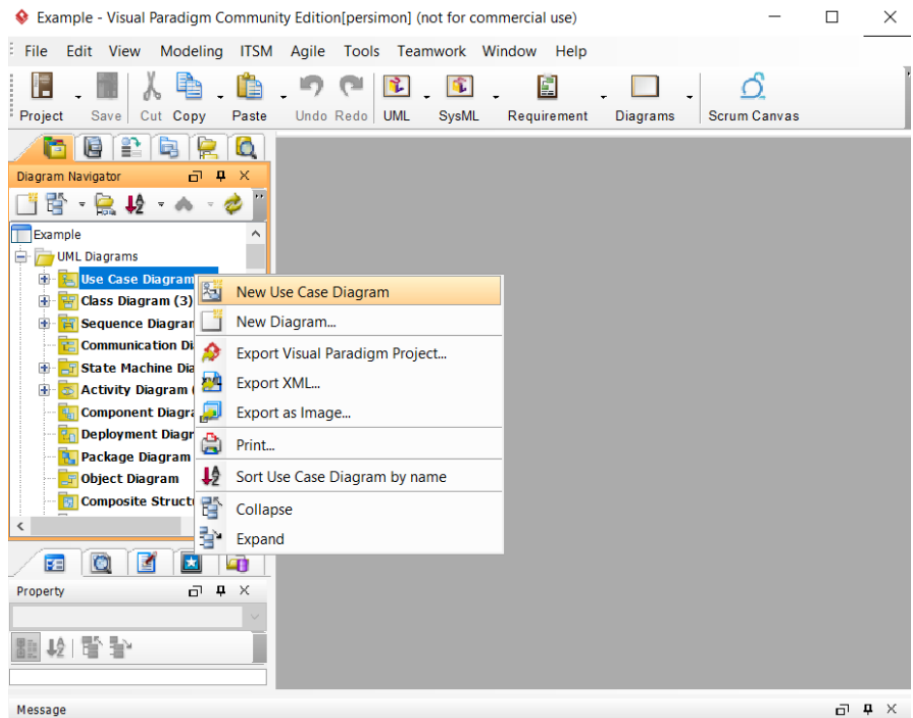 Example - Visual Paradigm Community Edition[persimon] (not for commercial use)
File Edit View Modeling ITSM Agile Tools Teamwork Window Help
Project Save Cut Copy Paste Undo Redo UML SysML Requirement Diagrams Scrum Canvas
Diagram Navigator
Example
UML Diagrams
Use Case Diagram
Class Diagram (3)
Sequence Diagra
Communication Di
State Machine Dia
Activity Diagram
Component Diagra
Deployment Diagr
Package Diagram
Object Diagram
Composite Struct
New Use Case Diagram
New Diagram...
Export Visual Paradigm Project...
Export XML...
Export as Image...
Print...
Sort Use Case Diagram by name
Collapse
Expand
Property
Message